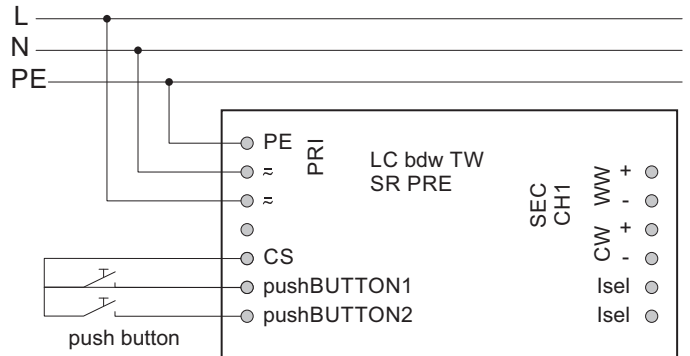 L
N
PE
PE
≂
≂
PRI
LC bdw TW
SR PRE
SEC
CH1
WW
+
-
CW
+
-
CS
pushBUTTON1
pushBUTTON2
Isel
Isel
push button